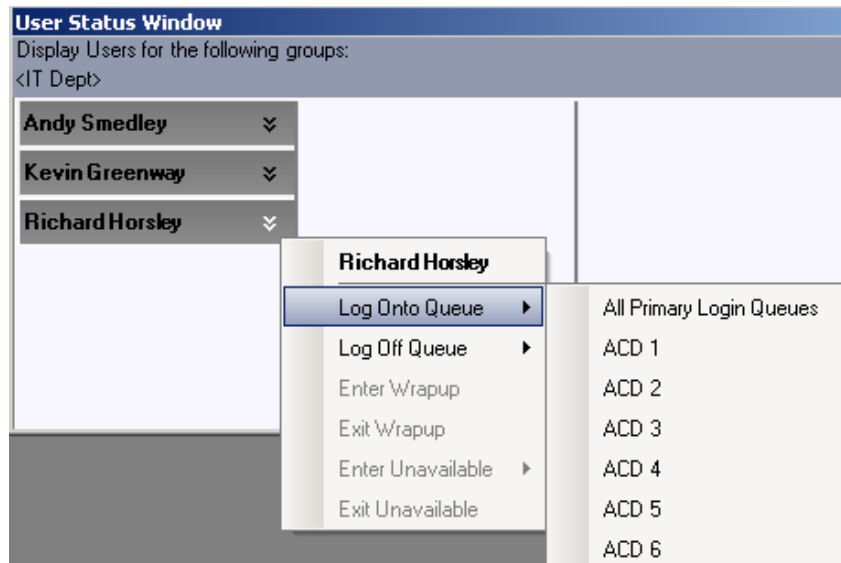 User Status Window
Display Users for the following groups:
<IT Dept>
Andy Smedley
Kevin Greenway
Richard Horsley
Richard Horsley
Log Onto Queue
Log Off Queue
Enter Wrapup
Exit Wrapup
Enter Unavailable
Exit Unavailable
All Primary Login Queues
ACD 1
ACD 2
ACD 3
ACD 4
ACD 5
ACD 6